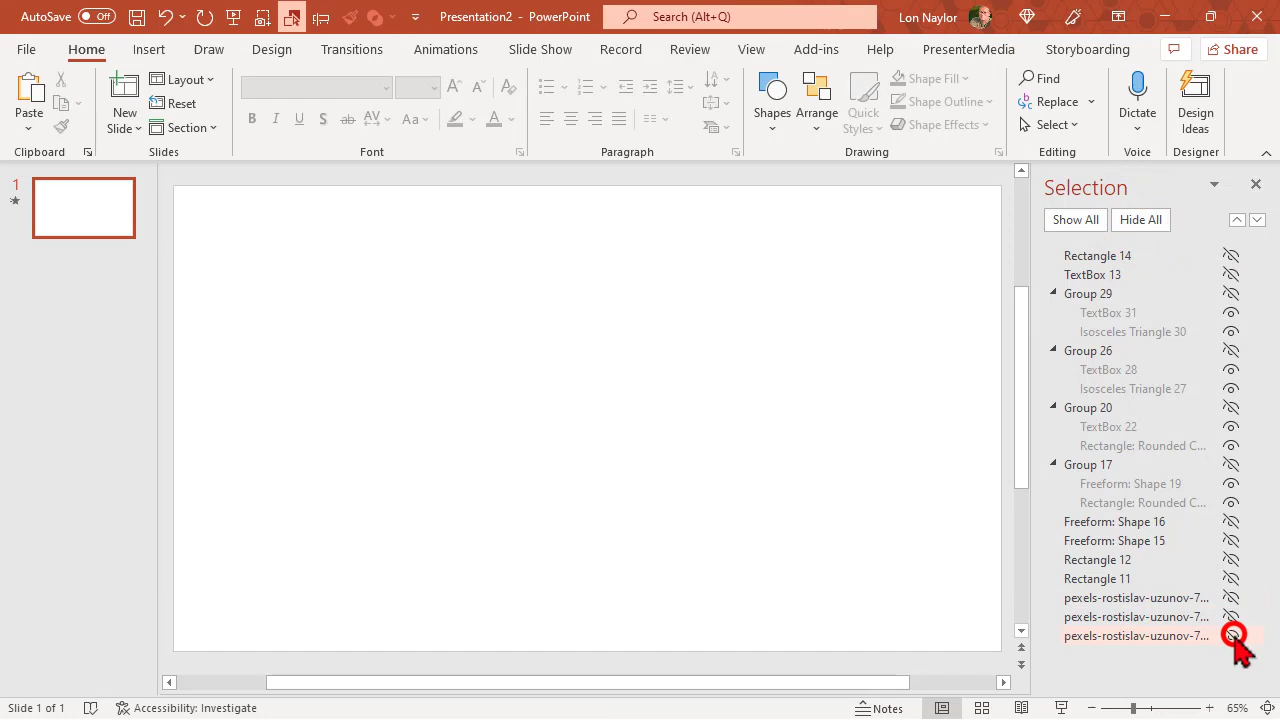 AutoSave Off Presentation2 - PowerPoint Search (Alt+Q) Lon Naylor
File Home Insert Draw Design Transitions Animations Slide Show Record Review View Add-ins Help PresenterMedia Storyboarding Share
Paste
Clipboard
New
Slide
Layout
Reset
Section
Slides
B I U S ab AV Aa A
Font
Paragraph
Shapes
Arrange
Quick
Styles
Shape Fill
Shape Outline
Shape Effects
Drawing
Find
Replace
Select
Editing
Dictate
Voice
Design
Ideas
Designer
1
Selection
Show All Hide All
Rectangle 14
TextBox 13
Group 29
TextBox 31
Isosceles Triangle 30
Group 26
TextBox 28
Isosceles Triangle 27
Group 20
TextBox 22
Rectangle: Rounded C...
Group 17
Freeform: Shape 19
Rectangle: Rounded C...
Freeform: Shape 16
Freeform: Shape 15
Rectangle 12
Rectangle 11
pexels-rostislav-uzunov-7...
pexels-rostislav-uzunov-7...
pexels-rostislav-uzunov-7...
Slide 1 of 1 Accessibility: Investigate Notes 65%